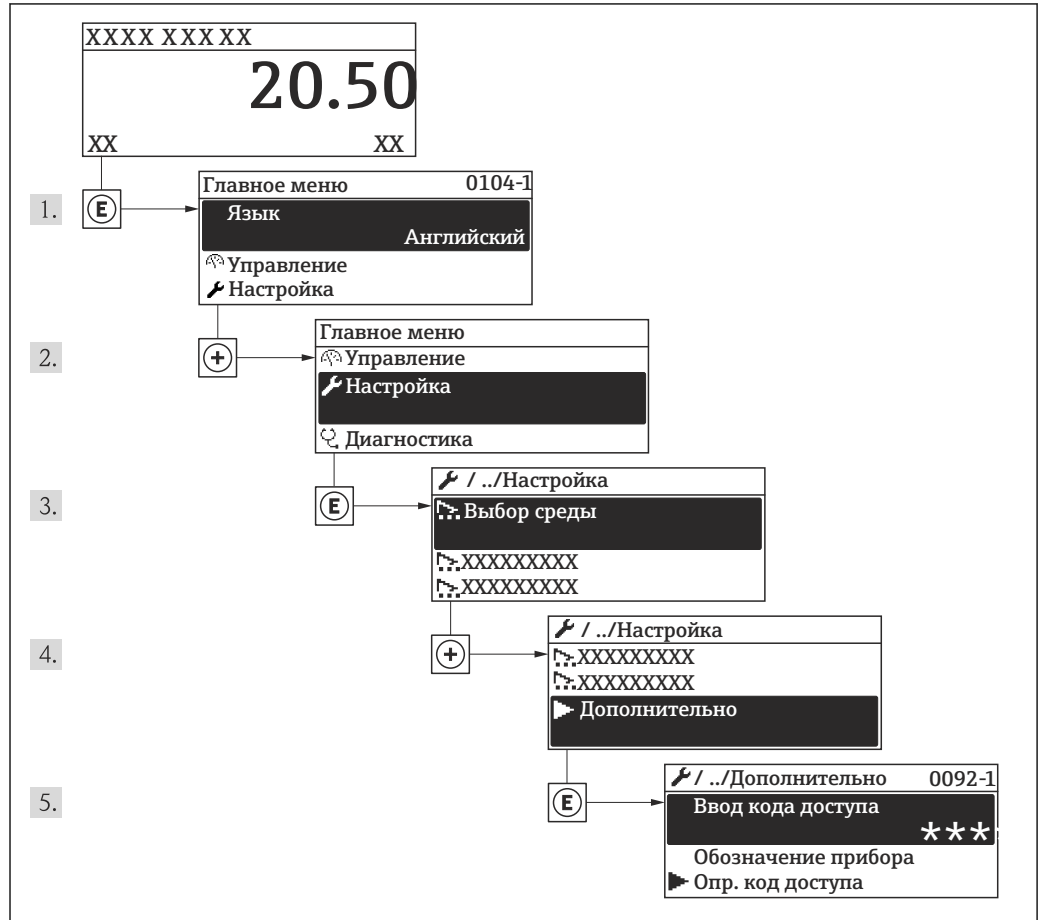 XXXX XXX XX
20.50
XX XX
1.
E
Главное меню 0104-1
Язык
Английский
Управление
Настройка
2.
+
Главное меню
Управление
Настройка
Диагностика
3.
E
/ ../Настройка
Выбор среды
XXXXXXXXX
XXXXXXXXX
4.
+
/ ../Настройка
XXXXXXXXX
XXXXXXXXX
Дополнительно
5.
E
/ ../Дополнительно 0092-1
Ввод кода доступа
***
Обозначение прибора
Опр. код доступа